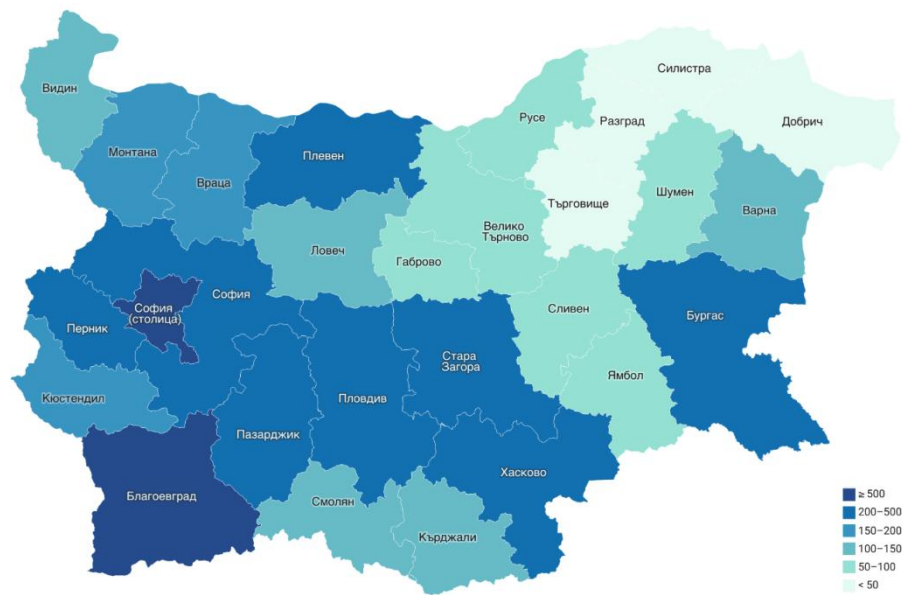 Видин
Монтана
Враца
Плевен
Русе
Силистра
Разград
Добрич
Търговище
Шумен
Варна
Велико
Търново
Ловеч
Габрово
София
София
(столица)
Перник
Кюстендил
Сливен
Бургас
Стара
Загора
Ямбол
Пловдив
Пазарджик
Хасково
Благоевград
Смолян
Кърджали
≥ 500
200–500
150–200
100–150
50–100
< 50